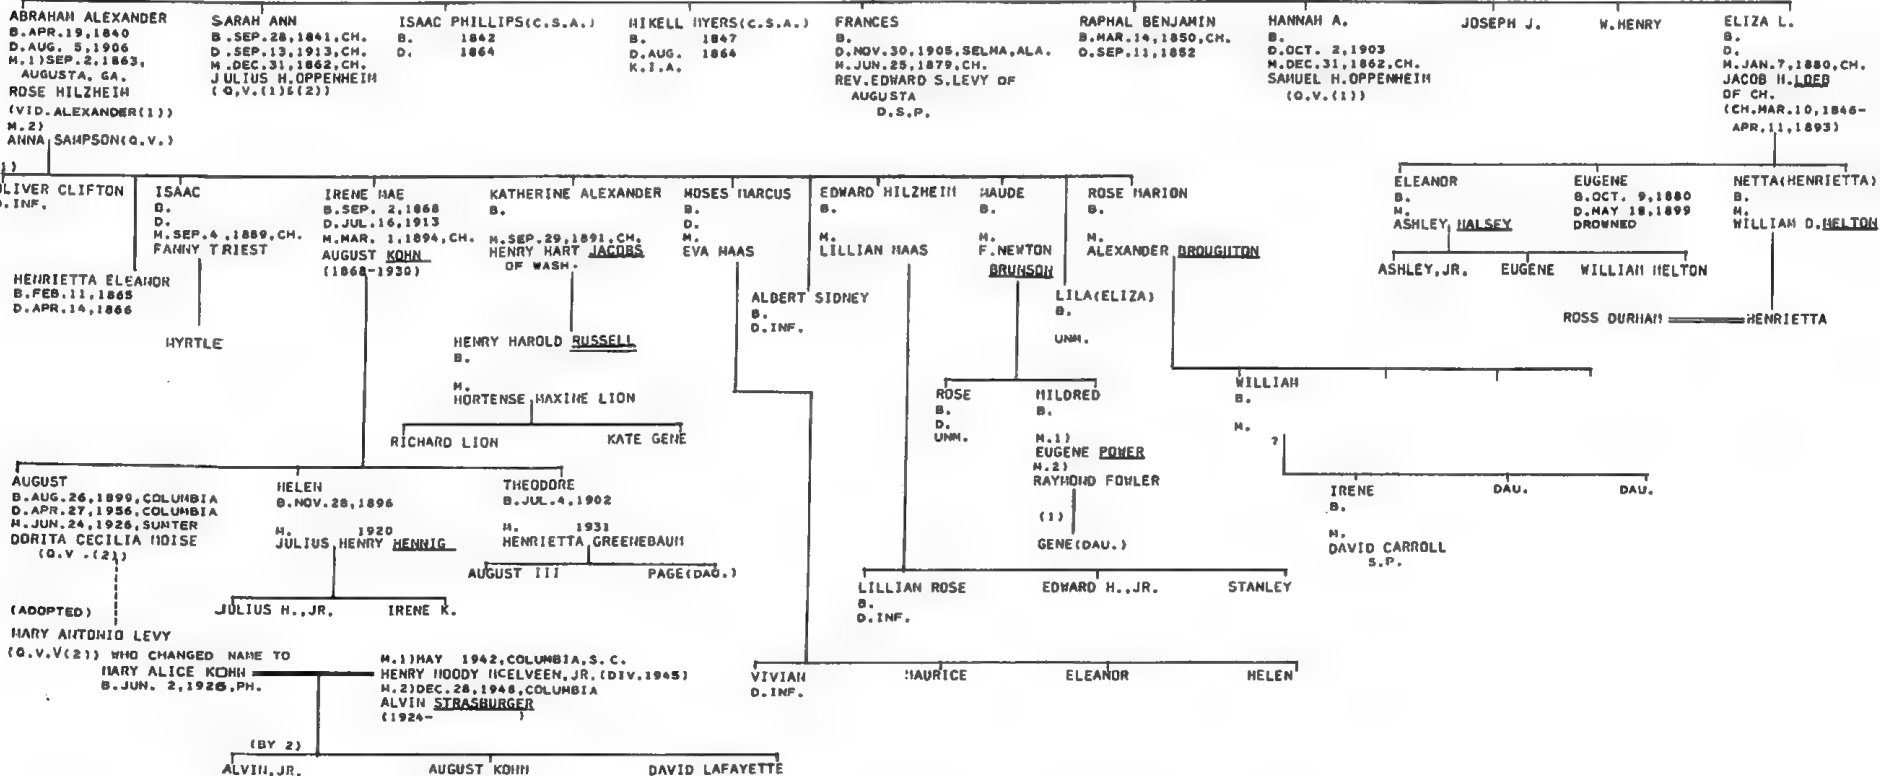 ABRAHAM ALEXANDER
B.APR.19,1840
D.AUG. 5,1906
M.1)SEP.2,1863,
AUGUSTA, GA.
ROSE HILZHEIM
(VID.ALEXANDER(1))
M.2)
ANNA SAMPSON(Q.V.)
SARAH ANN
B.SEP.28,1841,CH.
D.SEP.13,1913,CH.
M.DEC.31,1862,CH.
JULIUS H.OPPENHEIM
(Q.V.(1)&(2))
ISAAC PHILLIPS(C.S.A.)
B. 1842
D. 1864
MIKELL MYERS(C.S.A.)
B. 1847
D.AUG. 1864
K.I.A.
FRANCES
B.
D.NOV.30,1905,SELMA,ALA.
M.JUN.25,1879,CH.
REV.EDWARD S.LEVY OF
AUGUSTA
D.S.P.
RAPHAL BENJAMIN
B.MAR.14,1850,CH.
D.SEP.11,1852
HANNAH A.
B.
D.OCT. 2,1903
M.DEC.31,1862,CH.
SAMUEL H.OPPENHEIM
(Q.V.(1))
JOSEPH J.
W.HENRY
ELIZA L.
B.
D.
M.JAN.7,1880,CH.
JACOB H.LOEB
OF CH.
(CH.MAR.10,1846-
APR.11,1893)
1)
OLIVER CLIFTON
D.INF.
HENRIETTA ELEANOR
B.FEB.11,1865
D.APR.14,1866
ISAAC
B.
D.
M.SEP.4,1889,CH.
FANNY TRIEST
MYRTLE
IRENE MAE
B.SEP. 2,1868
D.JUL.16,1913
M.MAR. 1,1894,CH.
AUGUST KOHN
(1868-1930)
KATHERINE ALEXANDER
B.
M.SEP.29,1891,CH.
HENRY HART JACOBS
OF WASH.
HENRY HAROLD RUSSELL
B.
M.
HORTENSE MAXINE LION
RICHARD LION
KATE GENE
MOSES MARCUS
B.
D.
M.
EVA HAAS
ALBERT SIDNEY
B.
D.INF.
EDWARD HILZHEIM
B.
M.
LILLIAN HAAS
MAUDE
B.
M.
F.NEWTON
BRUNSON
LILA(ELIZA)
B.
UNM.
ROSE MARION
B.
M.
ALEXANDER BROUGHTON
ELEANOR
B.
M.
ASHLEY HALSEY
EUGENE
B.OCT. 9,1880
D.MAY 18,1899
DROWNED
NETTA(HENRIETTA)
B.
M.
WILLIAM D.MELTON
ASHLEY,JR.
EUGENE
WILLIAM MELTON
ROSS DURHAM
HENRIETTA
ROSE
B.
D.
UNM.
MILDRED
B.
M.1)
EUGENE POWER
M.2)
RAYMOND FOWLER
(1)
GENE(DAU.)
WILLIAM
B.
M.
?
IRENE
B.
M.
DAVID CARROLL
S.P.
DAU.
DAU.
AUGUST
B.AUG.26,1899,COLUMBIA
D.APR.27,1956,COLUMBIA
M.JUN.24,1926,SUMTER
DORITA CECILIA MOISE
(Q.V.(2))
HELEN
B.NOV.28,1896
M. 1920
JULIUS HENRY HENNIG
THEODORE
B.JUL.4,1902
M. 1931
HENRIETTA GREENEBAUM
AUGUST III
PAGE(DAU.)
JULIUS H.,JR.
IRENE K.
LILLIAN ROSE
B.
D.INF.
EDWARD H.,JR.
STANLEY
(ADOPTED)
MARY ANTONIO LEVY
(Q.V.V(2)) WHO CHANGED NAME TO
MARY ALICE KOHN
B.JUN. 2,1926,PH.
M.1)MAY 1942,COLUMBIA,S.C.
HENRY MOODY MCELVEEN,JR.(DIV.1945)
M.2)DEC.28,1948,COLUMBIA
ALVIN STRASBURGER
(1924- )
VIVIAN
D.INF.
MAURICE
ELEANOR
HELEN
(BY 2)
ALVIN,JR.
AUGUST KOHN
DAVID LAFAYETTE